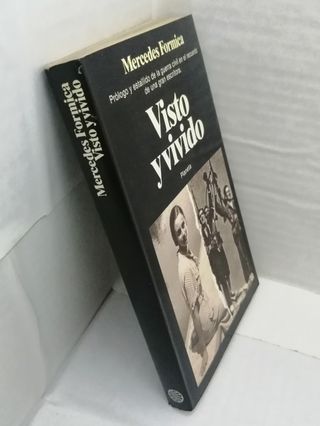 Mercedes Formica
Prólogo y estallido de la guerra civil en el recuerdo
de una gran escritora
Visto
y vivido
Planeta
Mercedes Formica
Visto y vivido